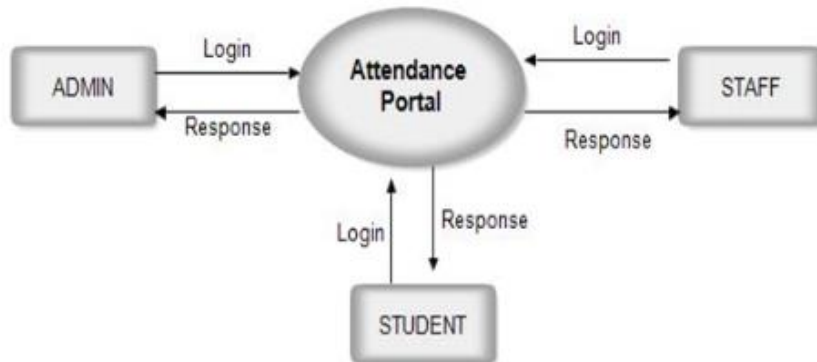 Login
Login
ADMIN
Attendance
Portal
STAFF
Response
Response
Login
Response
STUDENT